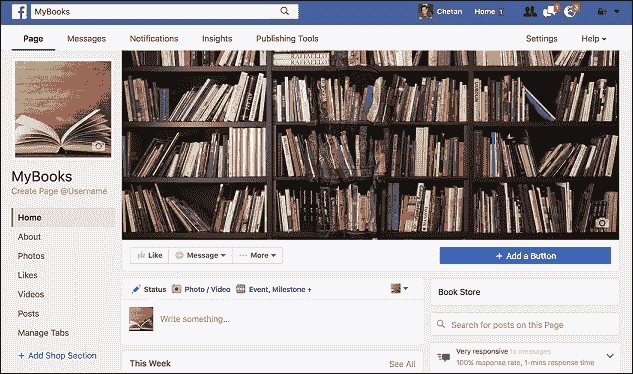 f MyBooks Chetan Home 1 1 3
Page Messages Notifications Insights Publishing Tools Settings Help
RAFFAELLO
MyBooks
Create Page @Username
Home
About
Photos
Likes
Videos
Posts
Manage Tabs
+ Add Shop Section
Like Message ... More + Add a Button
Status Photo / Video Event, Milestone +
Write something...
This Week See All
Book Store
Search for posts on this Page
Very responsive to messages
100% response rate, 1-mins response time